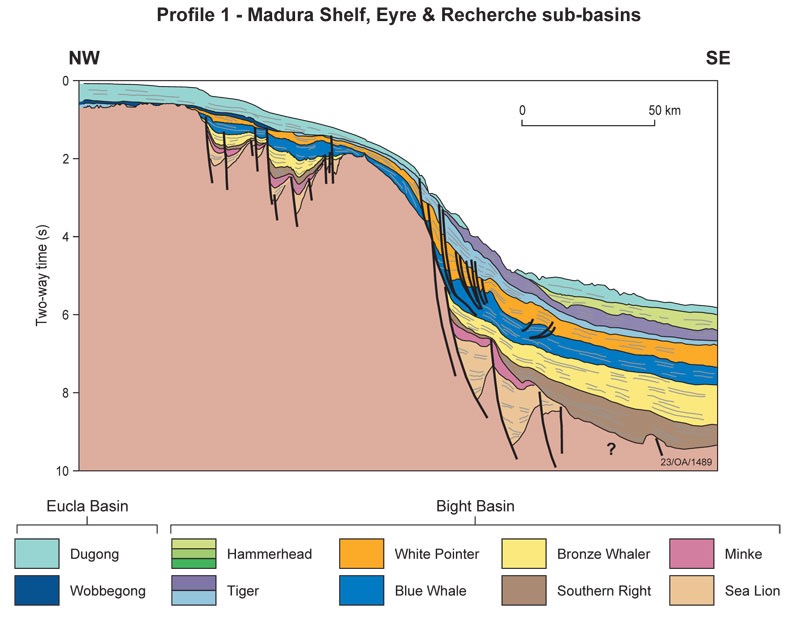 Profile 1 - Madura Shelf, Eyre & Recherche sub-basins
NW
SE
0
2
4
6
8
10
Two-way time (s)
0
50 km
?
23/OA/1489
Eucla Basin
Bight Basin
Dugong
Hammerhead
White Pointer
Bronze Whaler
Minke
Wobbegong
Tiger
Blue Whale
Southern Right
Sea Lion